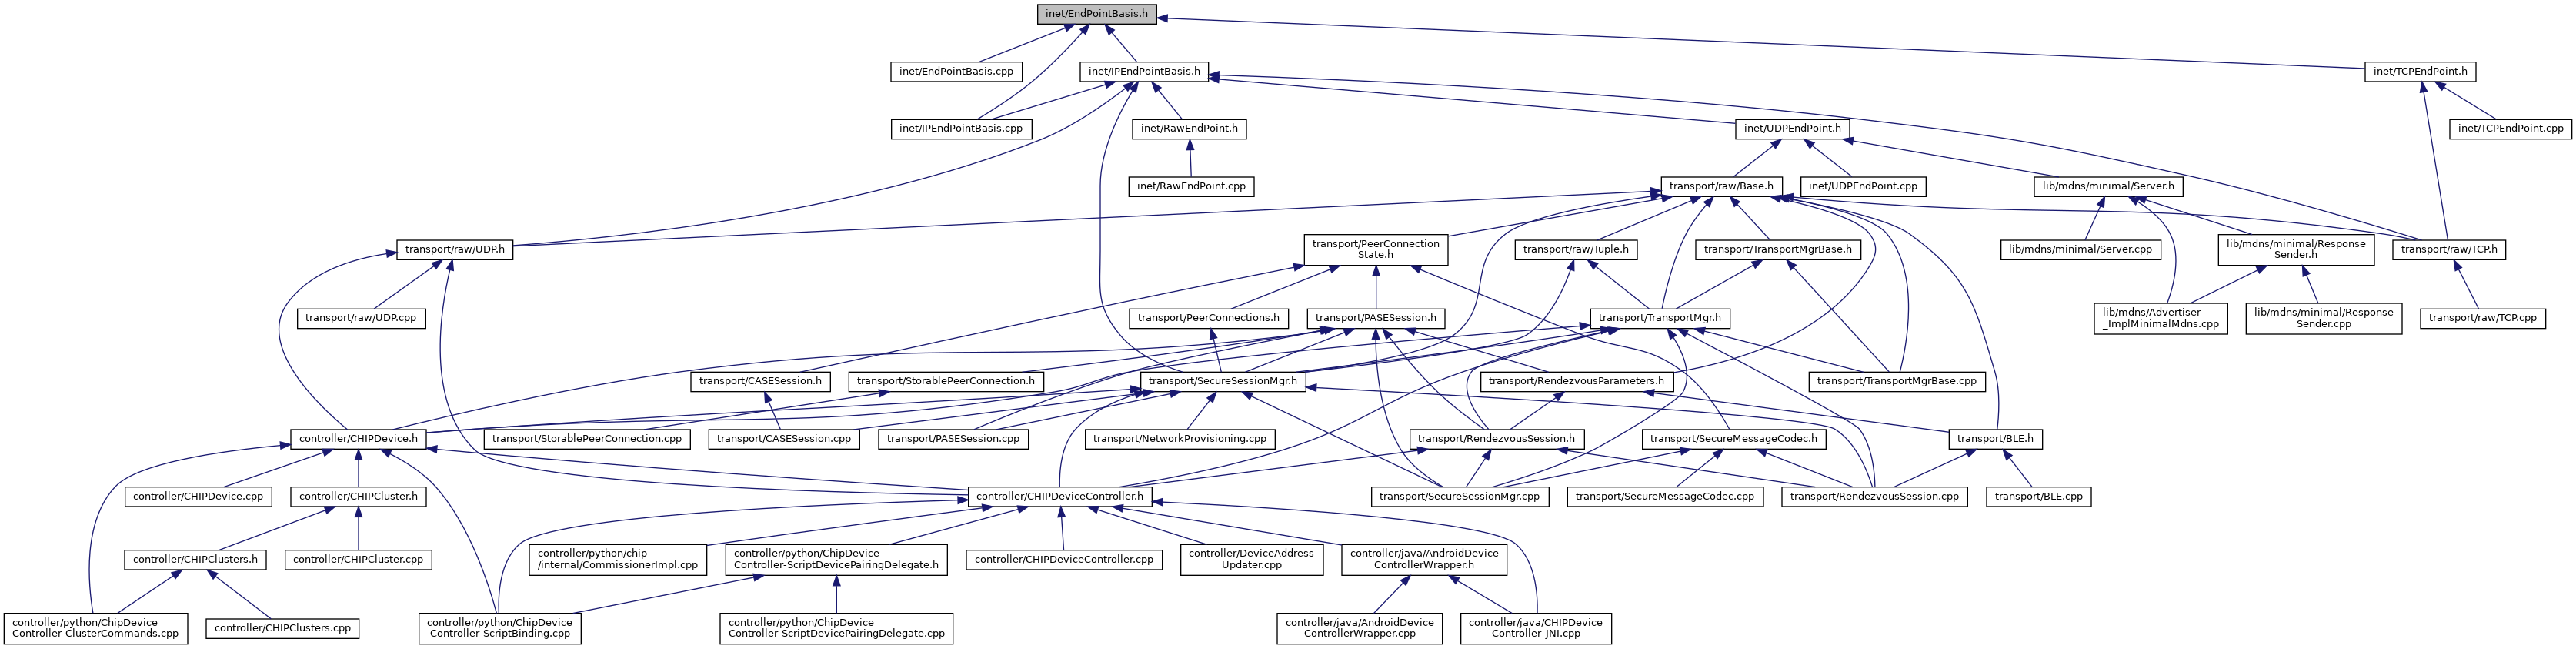 inet/EndPointBasis.h
inet/EndPointBasis.cpp
inet/IPEndPointBasis.h
inet/TCPEndPoint.h
inet/IPEndPointBasis.cpp
inet/RawEndPoint.h
inet/UDPEndPoint.h
inet/TCPEndPoint.cpp
inet/RawEndPoint.cpp
transport/raw/Base.h
inet/UDPEndPoint.cpp
lib/mdns/minimal/Server.h
transport/raw/UDP.h
transport/PeerConnection
State.h
transport/raw/Tuple.h
transport/TransportMgrBase.h
lib/mdns/minimal/Server.cpp
lib/mdns/minimal/Response
Sender.h
transport/raw/TCP.h
transport/raw/UDP.cpp
transport/PeerConnections.h
transport/PASESession.h
transport/TransportMgr.h
lib/mdns/Advertiser
_ImplMinimalMdns.cpp
lib/mdns/minimal/Response
Sender.cpp
transport/raw/TCP.cpp
transport/CASESession.h
transport/StorablePeerConnection.h
transport/SecureSessionMgr.h
transport/RendezvousParameters.h
transport/TransportMgrBase.cpp
controller/CHIPDevice.h
transport/StorablePeerConnection.cpp
transport/CASESession.cpp
transport/PASESession.cpp
transport/NetworkProvisioning.cpp
transport/RendezvousSession.h
transport/SecureMessageCodec.h
transport/BLE.h
controller/CHIPDevice.cpp
controller/CHIPCluster.h
controller/CHIPDeviceController.h
transport/SecureSessionMgr.cpp
transport/SecureMessageCodec.cpp
transport/RendezvousSession.cpp
transport/BLE.cpp
controller/CHIPClusters.h
controller/CHIPCluster.cpp
controller/python/chip
/internal/CommissionerImpl.cpp
controller/python/ChipDevice
Controller-ScriptDevicePairingDelegate.h
controller/CHIPDeviceController.cpp
controller/DeviceAddress
Updater.cpp
controller/java/AndroidDevice
ControllerWrapper.h
controller/python/ChipDevice
Controller-ClusterCommands.cpp
controller/CHIPClusters.cpp
controller/python/ChipDevice
Controller-ScriptBinding.cpp
controller/python/ChipDevice
Controller-ScriptDevicePairingDelegate.cpp
controller/java/AndroidDevice
ControllerWrapper.cpp
controller/java/CHIPDevice
Controller-JNI.cpp